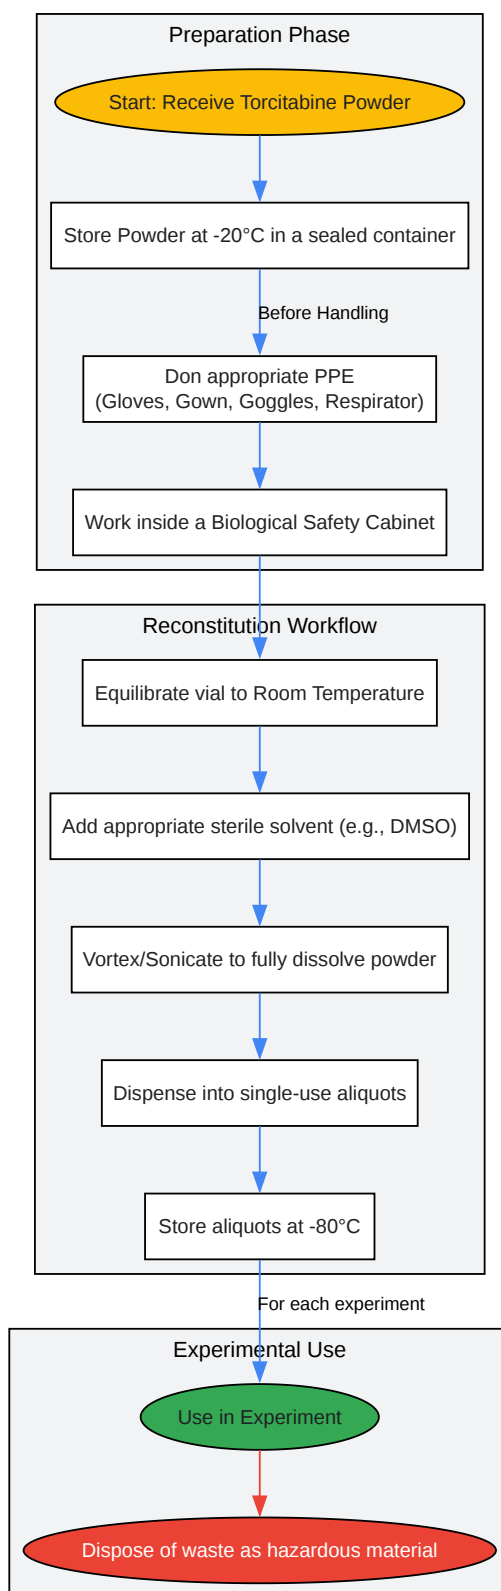 Preparation Phase
Start: Receive Torcitabine Powder
Store Powder at -20°C in a sealed container
Before Handling
Don appropriate PPE
(Gloves, Gown, Goggles, Respirator)
Work inside a Biological Safety Cabinet
Reconstitution Workflow
Equilibrate vial to Room Temperature
Add appropriate sterile solvent (e.g., DMSO)
Vortex/Sonicate to fully dissolve powder
Dispense into single-use aliquots
Store aliquots at -80°C
For each experiment
Experimental Use
Use in Experiment
Dispose of waste as hazardous material